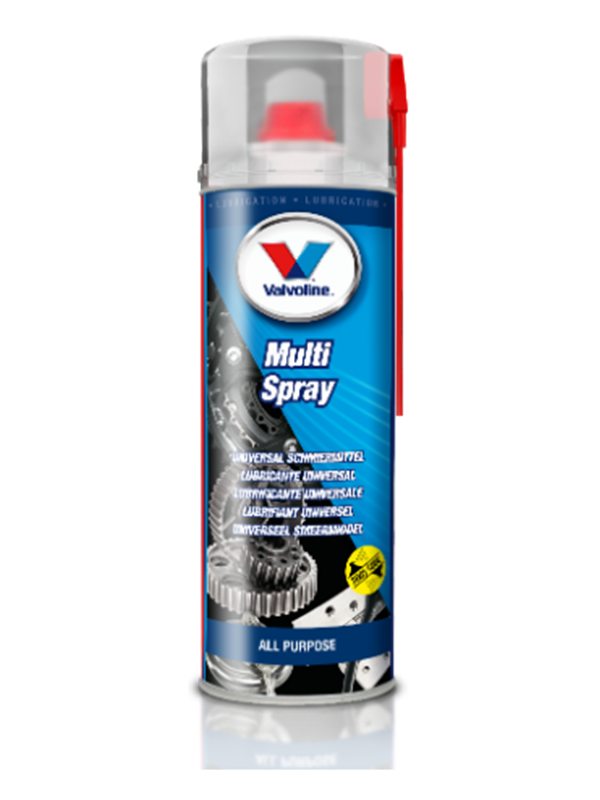 • LUBRICATION • LUBRICATION •
Valvoline.
Multi
Spray
UNIVERSAL SCHMIERMITTEL
LUBRICANTE UNIVERSAL
LUBRIFICANTE UNIVERSALE
LUBRIFIANT UNIVERSEL
UNIVERSEEL SMEERMIDDEL
ALL PURPOSE